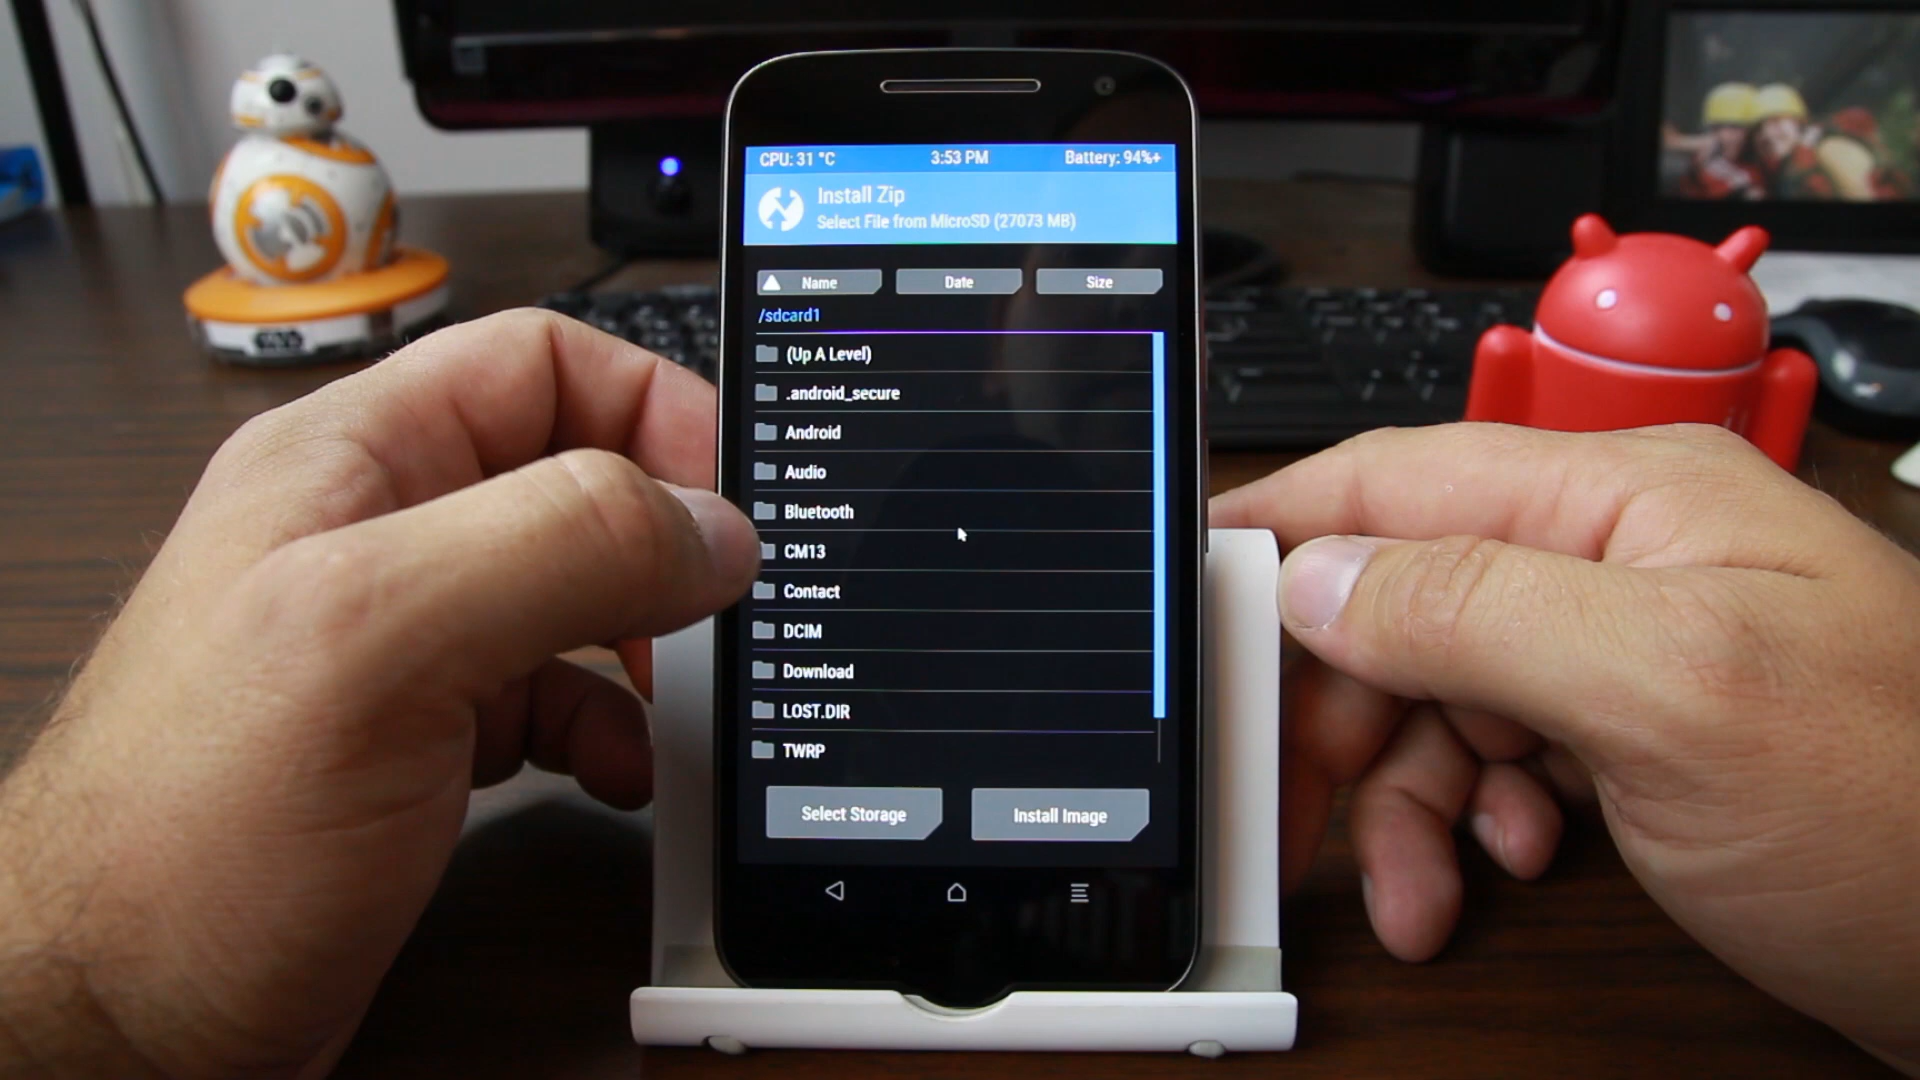 CPU: 31 °C 3:53 PM Battery: 94%+
Install Zip
Select File from MicroSD (27073 MB)
Name Date Size
/sdcard1
(Up A Level)
.android_secure
Android
Audio
Bluetooth
CM13
Contact
DCIM
Download
LOST.DIR
TWRP
Select Storage Install Image